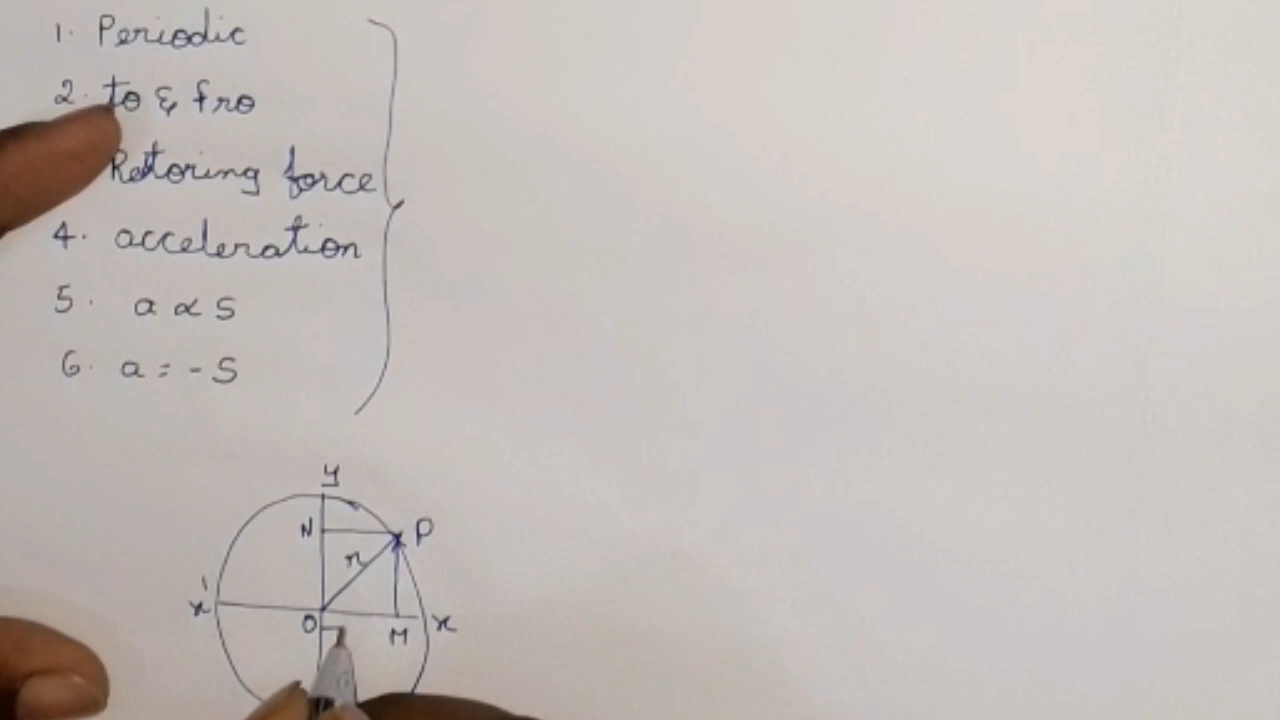 1. Periodic
2. to & fro
Restoring force
4. acceleration
5. a ∝ S
6. a = - S
y
N P
r
x'
O M x